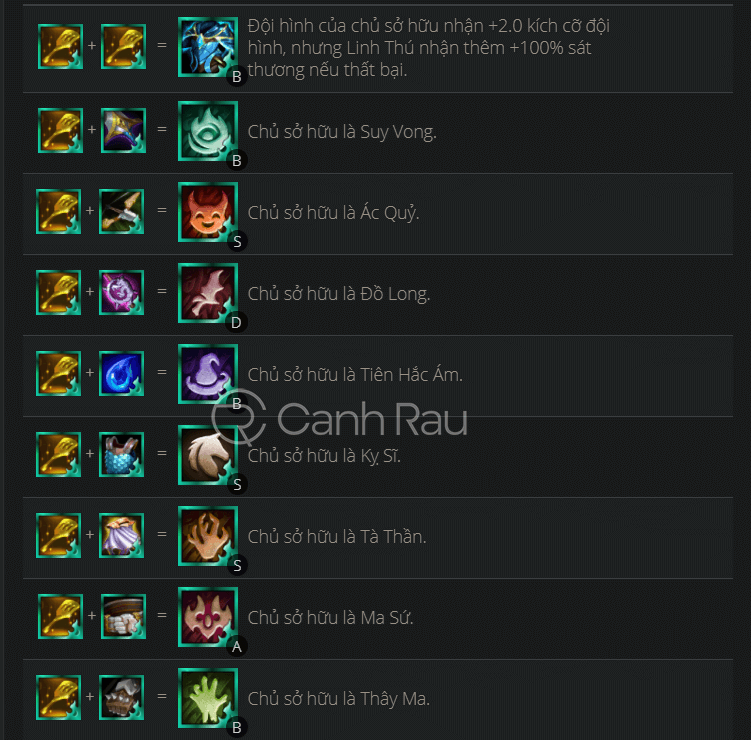 Đội hình của chủ sở hữu nhận +2.0 kích cỡ đội
hình, nhưng Linh Thú nhận thêm +100% sát
thương nếu thất bại.
+ =
B
+ = Chủ sở hữu là Suy Vong.
B
+ = Chủ sở hữu là Ác Quỷ.
S
+ = Chủ sở hữu là Đồ Long.
D
+ = Chủ sở hữu là Tiên Hắc Ám.
B
Canh Rau
+ = Chủ sở hữu là Kỵ Sĩ.
S
+ = Chủ sở hữu là Tà Thần.
S
+ = Chủ sở hữu là Ma Sứ.
A
+ = Chủ sở hữu là Thây Ma.
B